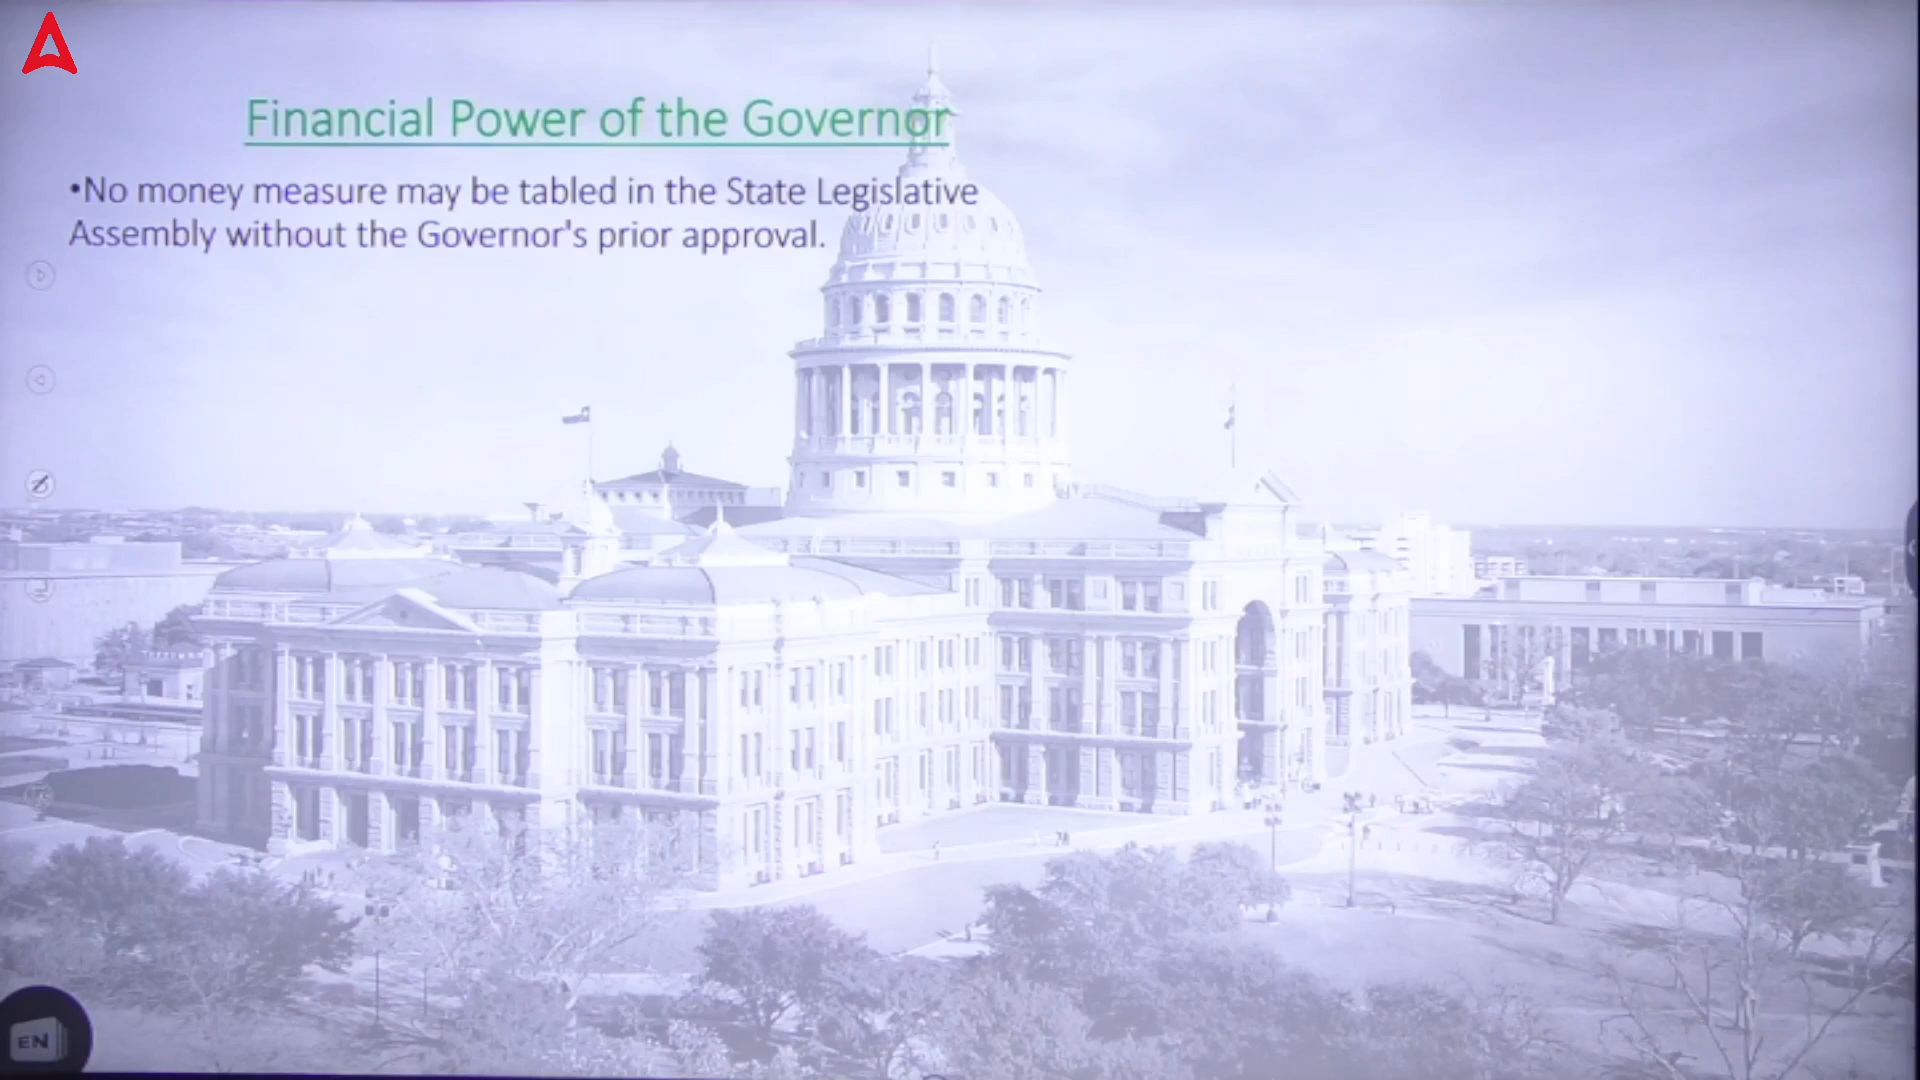 Financial Power of the Governor
•No money measure may be tabled in the State Legislative
Assembly without the Governor's prior approval.
EN